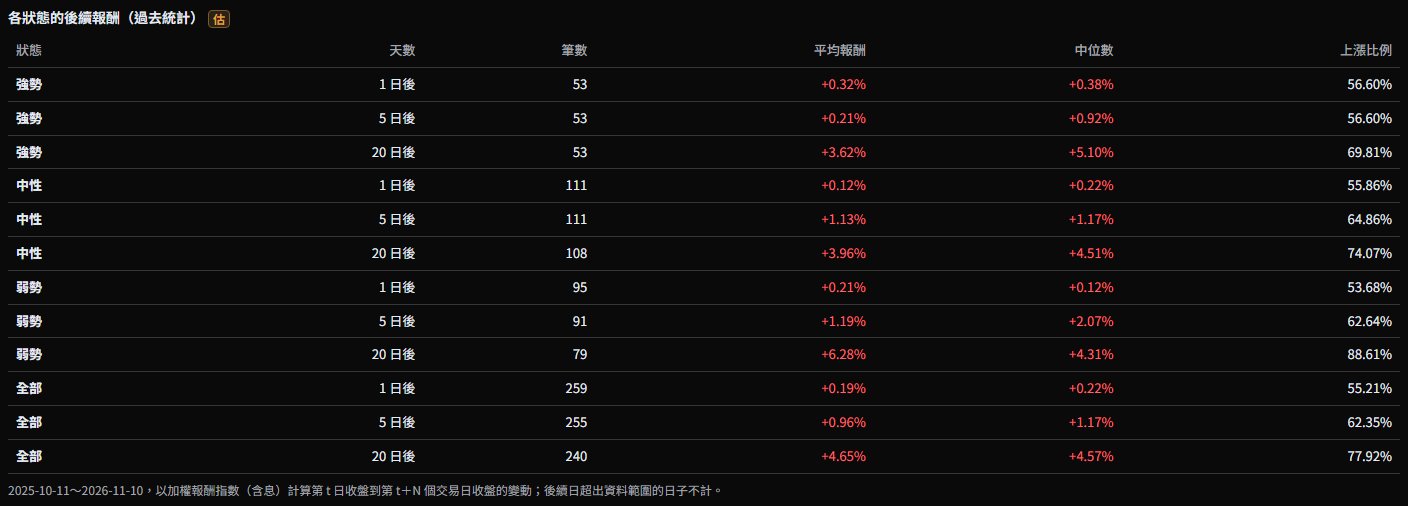 各狀態的後續報酬（過去統計） 估
狀態 天數 筆數 平均報酬 中位數 上漲比例
強勢 1 日後 53 +0.32% +0.38% 56.60%
強勢 5 日後 53 +0.21% +0.92% 56.60%
強勢 20 日後 53 +3.62% +5.10% 69.81%
中性 1 日後 111 +0.12% +0.22% 55.86%
中性 5 日後 111 +1.13% +1.17% 64.86%
中性 20 日後 108 +3.96% +4.51% 74.07%
弱勢 1 日後 95 +0.21% +0.12% 53.68%
弱勢 5 日後 91 +1.19% +2.07% 62.64%
弱勢 20 日後 79 +6.28% +4.31% 88.61%
全部 1 日後 259 +0.19% +0.22% 55.21%
全部 5 日後 255 +0.96% +1.17% 62.35%
全部 20 日後 240 +4.65% +4.57% 77.92%
2025-10-11～2026-11-10，以加權報酬指數（含息）計算第 t 日收盤到第 t＋N 個交易日收盤的變動；後續日超出資料範圍的日子不計。